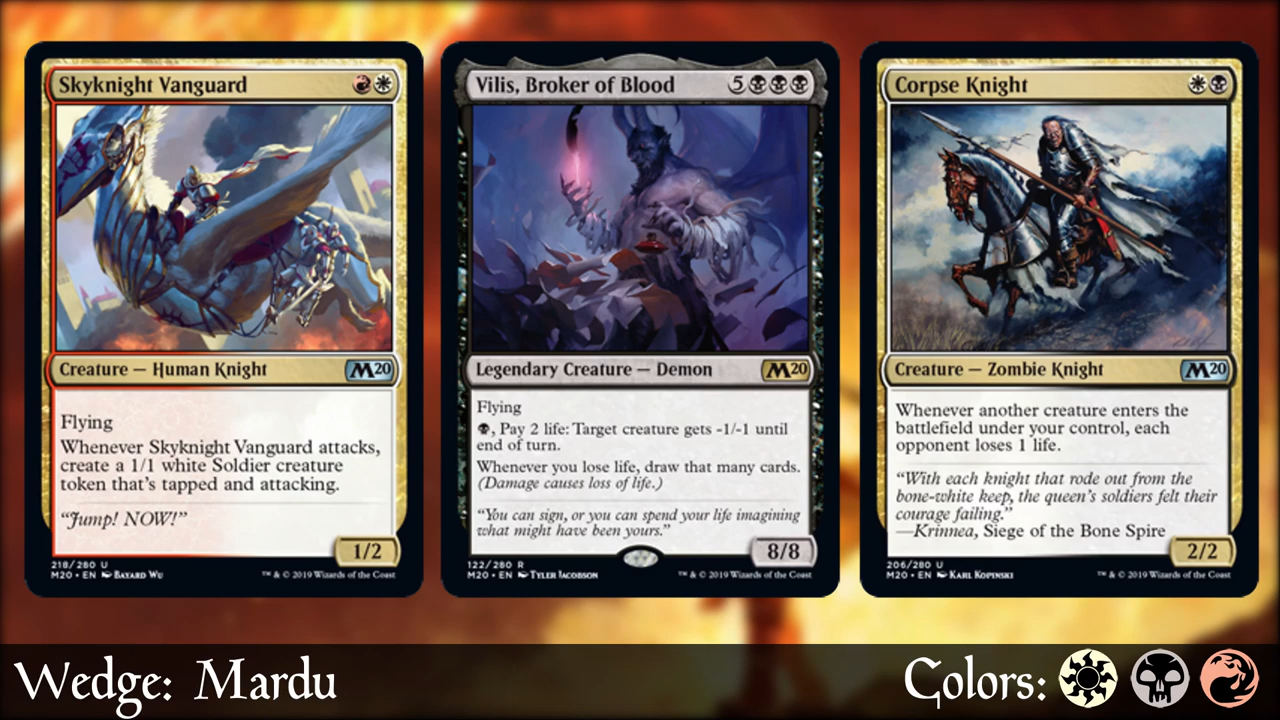 Skyknight Vanguard
Creature — Human Knight
M20
Flying
Whenever Skyknight Vanguard attacks,
create a 1/1 white Soldier creature
token that's tapped and attacking.
“Jump! NOW!”
1/2
218/280 U
M20 • EN Bayard Wu
™ & © 2019 Wizards of the Coast
Vilis, Broker of Blood
5
Legendary Creature — Demon
M20
Flying
, Pay 2 life: Target creature gets -1/-1 until
end of turn.
Whenever you lose life, draw that many cards.
(Damage causes loss of life.)
“You can sign, or you can spend your life imagining
what might have been yours.”
8/8
122/280 R
M20 • EN Tyler Jacobson
™ & © 2019 Wizards of the Coast
Corpse Knight
Creature — Zombie Knight
M20
Whenever another creature enters the
battlefield under your control, each
opponent loses 1 life.
“With each knight that rode out from the
bone-white keep, the queen's soldiers felt their
courage failing.”
—Krinnea, Siege of the Bone Spire
2/2
206/280 U
M20 • EN Karl Kopinski
™ & © 2019 Wizards of the Coast
Wedge: Mardu
Colors: